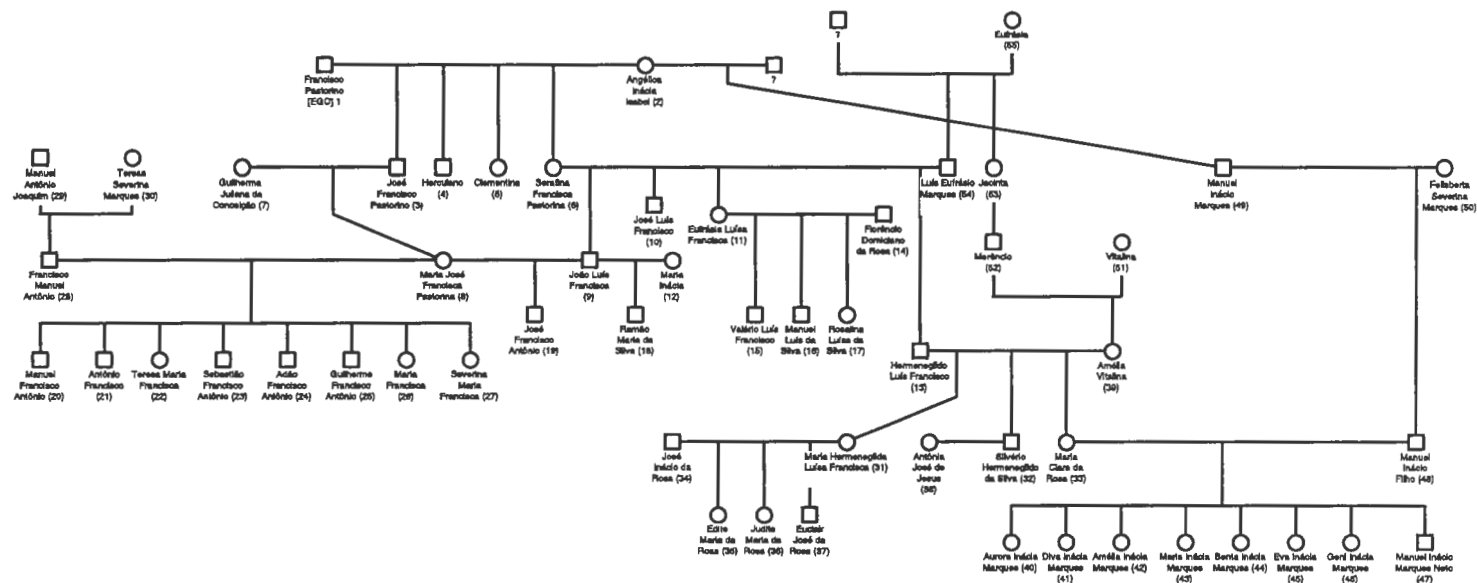 ?
Eufrásia
(55)
Francisco
Pastorino
[EGO] 1
Angélica
Inácia
Isabel (2)
?
Manuel
Antônio
Joaquim (29)
Teresa
Severina
Marques (30)
Guilherma
Juliana da
Conceição (7)
José
Francisco
Pastorino (3)
Herculano
(4)
Clementina
(5)
Serafina
Francisca
Pastorina (6)
Luís Eufrásio
Marques (54)
Jacinta
(53)
Manuel
Inácio
Marques (49)
Felisberta
Severina
Marques (50)
José Luís
Francisco
(10)
Eufrásia Luísa
Francisca (11)
Florêncio
Domiciano
da Rosa (14)
Francisco
Manuel
Antônio (28)
Maria José
Francisca
Pastorina (8)
João Luís
Francisco
(9)
Maria
Inácia
(12)
Merêncio
(52)
Vitalina
(51)
José
Francisco
Antônio (19)
Ramão
Maria da
Silva (18)
Valério Luís
Francisco
(15)
Manuel
Luís da
Silva (16)
Rosalina
Luísa da
Silva (17)
Hermenegildo
Luís Francisco
(13)
Amélia
Vitalina
(39)
Manuel
Francisco
Antônio (20)
Antônio
Francisco
(21)
Teresa Maria
Francisca
(22)
Sebastião
Francisco
Antônio (23)
Adão
Francisco
Antônio (24)
Guilherme
Francisco
Antônio (25)
Maria
Francisca
(26)
Severina
Maria
Francisca (27)
José
Inácio da
Rosa (34)
Maria Hermenegilda
Luísa Francisca (31)
Antônia
José de
Jesus
(38)
Silvério
Hermenegildo
da Silva (32)
Maria
Clara da
Rosa (33)
Manuel
Inácio
Filho (48)
Edite
Maria da
Rosa (35)
Judite
Maria da
Rosa (36)
Euclair
José da
Rosa (37)
Aurora Inácia
Marques (40)
Diva Inácia
Marques
(41)
Amélia Inácia
Marques (42)
Maria Inácia
Marques
(43)
Benta Inácia
Marques (44)
Eva Inácia
Marques
(45)
Geni Inácia
Marques
(46)
Manuel Inácio
Marques Neto
(47)